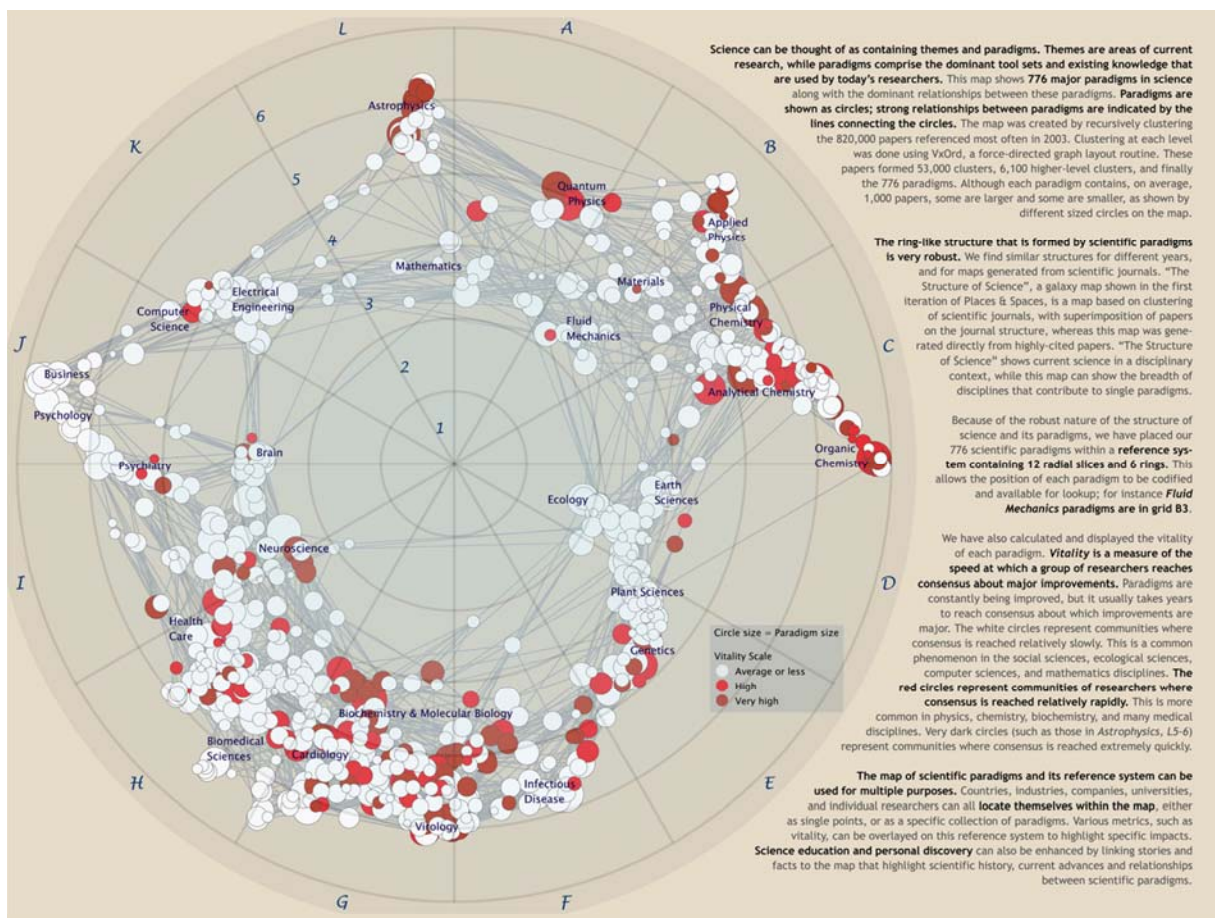 L
A
Science can be thought of as containing themes and paradigms. Themes are areas of current
research, while paradigms comprise the dominant tool sets and existing knowledge that
are used by today's researchers. This map shows 776 major paradigms in science
along with the dominant relationships between these paradigms. Paradigms are
shown as circles; strong relationships between paradigms are indicated by the
lines connecting the circles. The map was created by recursively clustering
the 820,000 papers referenced most often in 2003. Clustering at each level
was done using VxOrd, a force-directed graph layout routine. These
papers formed 53,000 clusters, 6,100 higher-level clusters, and finally
the 776 paradigms. Although each paradigm contains, on average,
1,000 papers, some are larger and some are smaller, as shown by
different sized circles on the map.
The ring-like structure that is formed by scientific paradigms
is very robust. We find similar structures for different years,
and for maps generated from scientific journals. "The
Structure of Science", a galaxy map shown in the first
iteration of Places & Spaces, is a map based on clustering
of scientific journals, with superimposition of papers
on the journal structure, whereas this map was gene-
rated directly from highly-cited papers. "The Structure
of Science" shows current science in a disciplinary
context, while this map can show the breadth of
disciplines that contribute to single paradigms.
Because of the robust nature of the structure of
science and its paradigms, we have placed our
776 scientific paradigms within a reference sys-
tem containing 12 radial slices and 6 rings. This
allows the position of each paradigm to be codified
and available for lookup; for instance Fluid
Mechanics paradigms are in grid B3.
We have also calculated and displayed the vitality
of each paradigm. Vitality is a measure of the
speed at which a group of researchers reaches
consensus about major improvements. Paradigms are
constantly being improved, but it usually takes years
to reach consensus about which improvements are
major. The white circles represent communities where
consensus is reached relatively slowly. This is a common
phenomenon in the social sciences, ecological sciences,
computer sciences, and mathematics disciplines. The
red circles represent communities of researchers where
consensus is reached relatively rapidly. This is more
common in physics, chemistry, biochemistry, and many medical
disciplines. Very dark circles (such as those in Astrophysics, L5-6)
represent communities where consensus is reached extremely quickly.
The map of scientific paradigms and its reference system can be
used for multiple purposes. Countries, industries, companies, universities,
and individual researchers can all locate themselves within the map, either
as single points, or as a specific collection of paradigms. Various metrics, such as
vitality, can be overlayed on this reference system to highlight specific impacts.
Science education and personal discovery can also be enhanced by linking stories and
facts to the map that highlight scientific history, current advances and relationships
between scientific paradigms.
K
B
J
C
I
D
H
E
G
F
6
5
4
3
2
1
Astrophysics
Quantum
Physics
Applied
Physics
Mathematics
Materials
Electrical
Engineering
Computer
Science
Fluid
Mechanics
Physical
Chemistry
Analytical Chemistry
Organic
Chemistry
Business
Psychology
Psychiatry
Brain
Ecology
Earth
Sciences
Neuroscience
Plant Sciences
Health
Care
Genetics
Biochemistry & Molecular Biology
Biomedical
Sciences
Cardiology
Infectious
Disease
Virology
Circle size = Paradigm size
Vitality Scale
Average or less
High
Very high